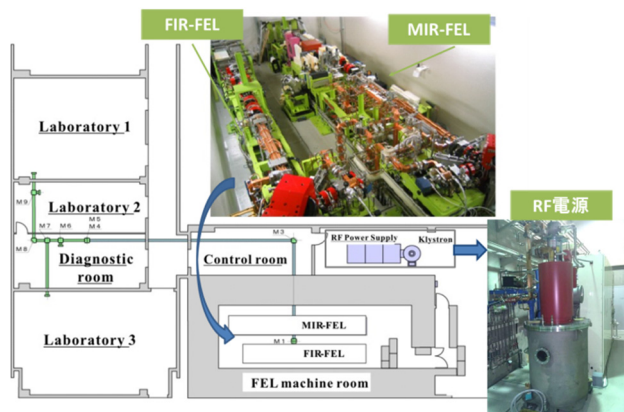 FIR-FEL
MIR-FEL
Laboratory 1
Laboratory 2
M9
M7
M6
M5
M4
M8
Diagnostic
room
Laboratory 3
M3
Control room
RF Power Supply
Klystron
RF電源
MIR-FEL
M1
FIR-FEL
FEL machine room